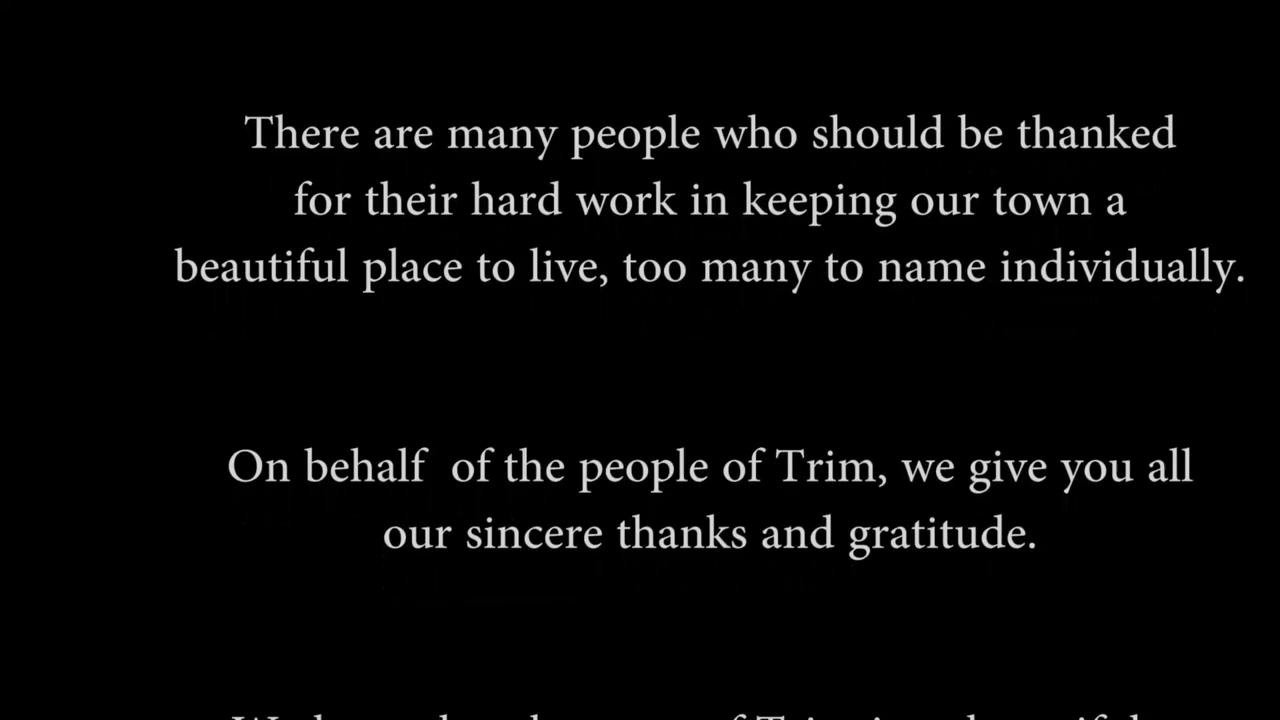 There are many people who should be thanked
for their hard work in keeping our town a
beautiful place to live, too many to name individually.
On behalf  of the people of Trim, we give you all
our sincere thanks and gratitude.